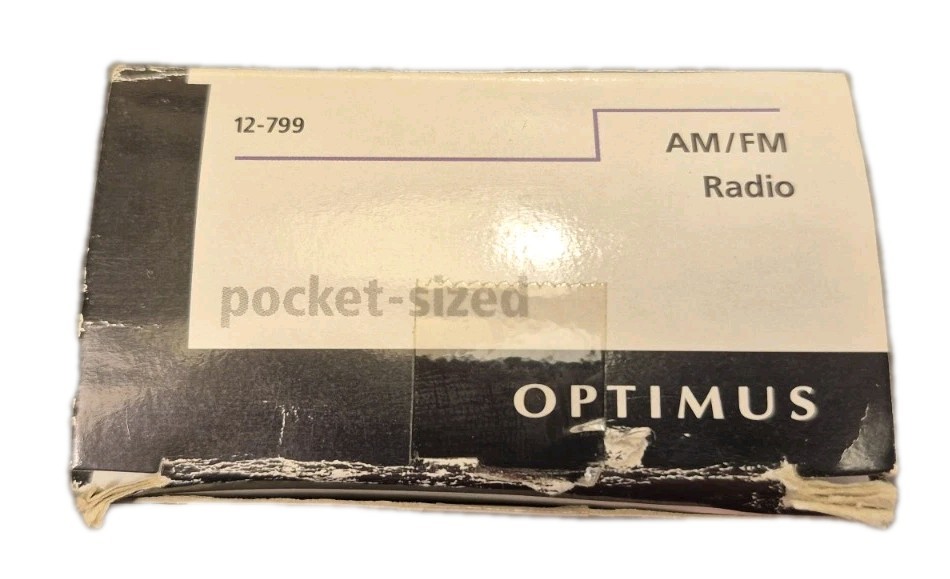 12-799
AM/FM
Radio
pocket-sized
OPTIMUS